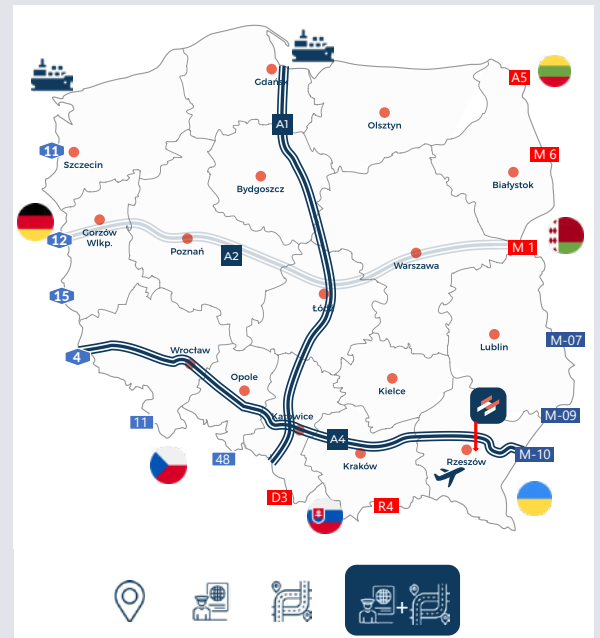 Gdańsk
A5
A1
Olsztyn
11
Szczecin
M 6
Białystok
Bydgoszcz
Gorzów
Wlkp.
12
Poznań
A2
M 1
Warszawa
15
Łódź
M-07
Lublin
Wrocław
4
Opole
Kielce
11
Katowice
M-09
A4
48
Kraków
Rzeszów
M-10
D3
R4